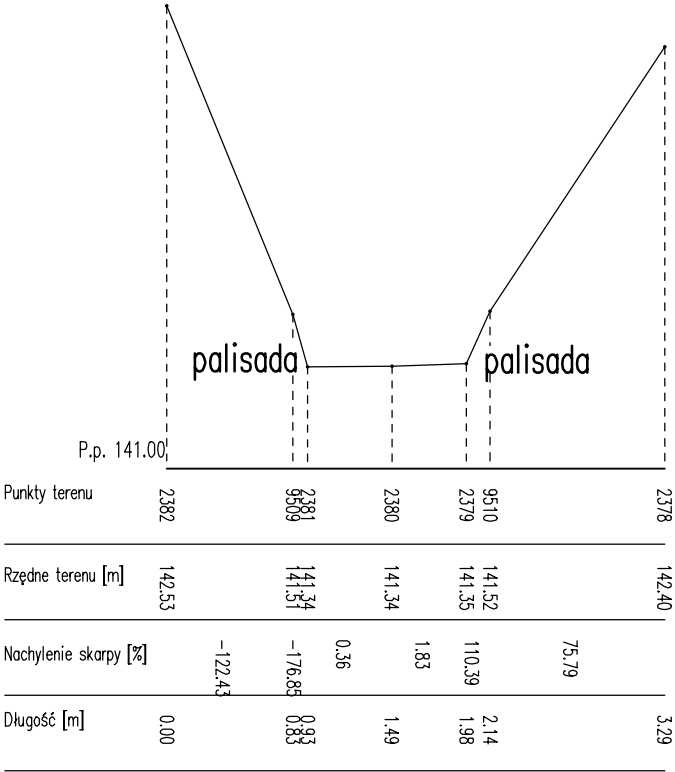 palisada palisada
P.p. 141.00
Punkty terenu 2382 9509 2381 2380 2379 9510 2378
Rzędne terenu [m] 142.53 141.51 141.34 141.34 141.35 141.52 142.40
Nachylenie skarpy [%] -122.43 -176.85 0.36 1.83 110.39 75.79
Długość [m] 0.00 0.83 0.93 1.49 1.98 2.14 3.29